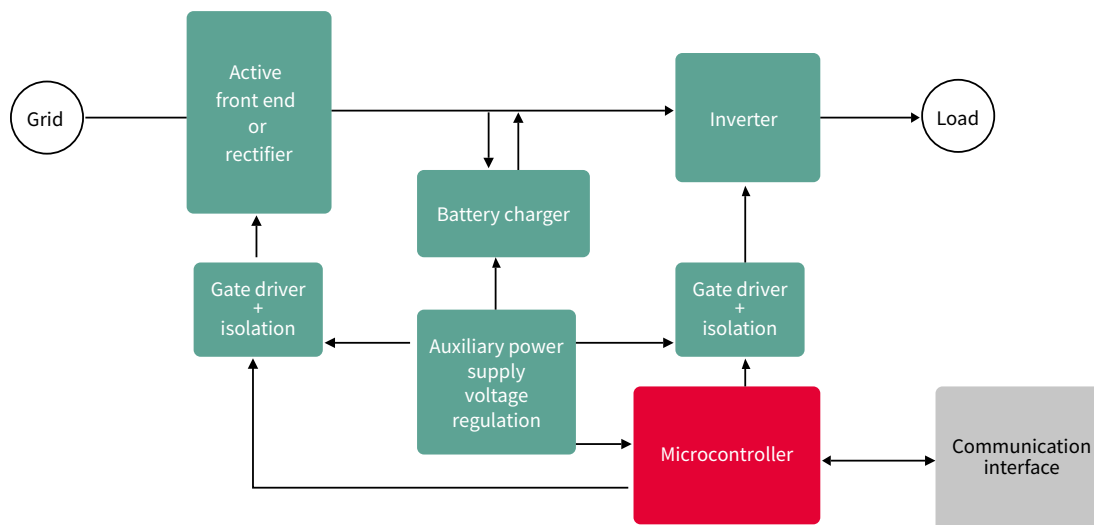 Grid
Active
front end
or
rectifier
Inverter
Load
Battery charger
Gate driver
+
isolation
Auxiliary power
supply
voltage
regulation
Gate driver
+
isolation
Microcontroller
Communication
interface